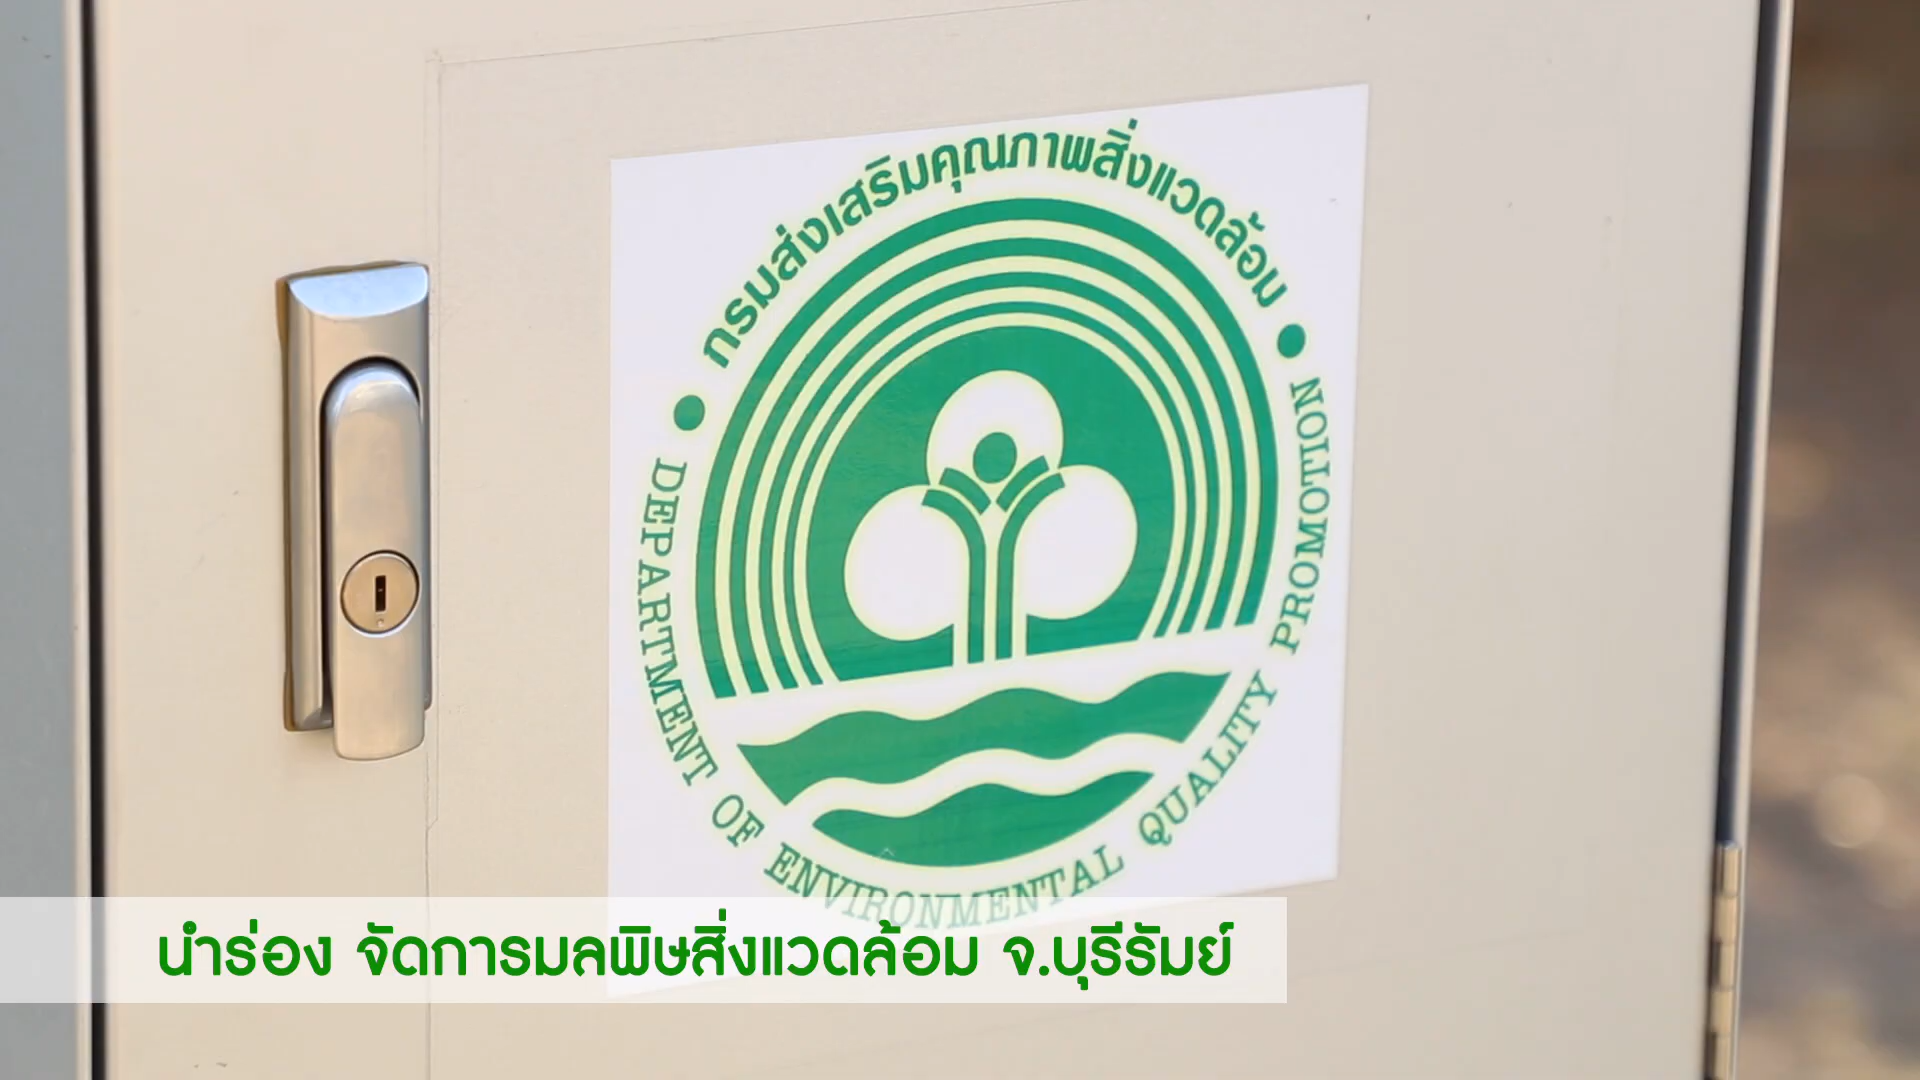 กรมส่งเสริมคุณภาพสิ่งแวดล้อม
DEPARTMENT OF ENVIRONMENTAL QUALITY PROMOTION
นำร่อง จัดการมลพิษสิ่งแวดล้อม จ.บุรีรัมย์